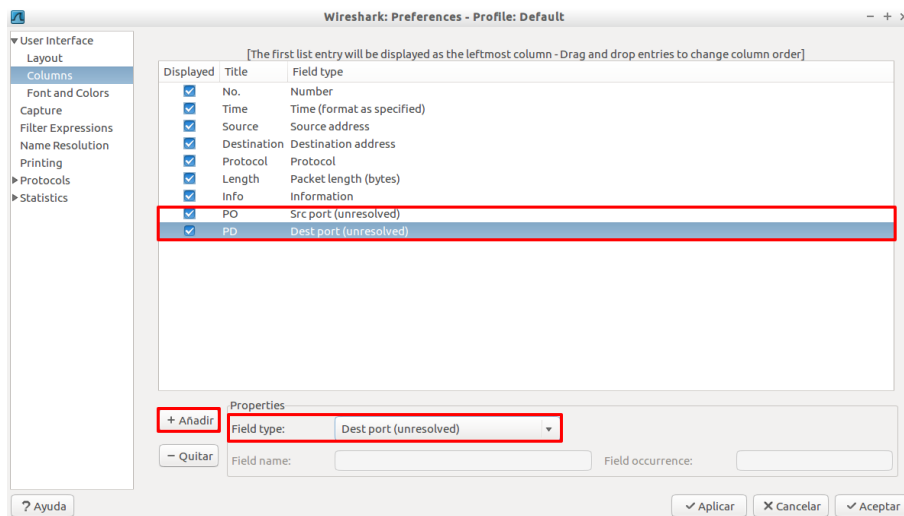 Wireshark: Preferences - Profile: Default
User Interface
Layout
Columns
Font and Colors
Capture
Filter Expressions
Name Resolution
Printing
Protocols
Statistics
[The first list entry will be displayed as the leftmost column - Drag and drop entries to change column order]
Displayed Title Field type
No. Number
Time Time (format as specified)
Source Source address
Destination Destination address
Protocol Protocol
Length Packet length (bytes)
Info Information
PO Src port (unresolved)
PD Dest port (unresolved)
Properties
+ Añadir
Field type: Dest port (unresolved)
− Quitar
Field name: Field occurrence:
? Ayuda
Aplicar
Cancelar
Aceptar